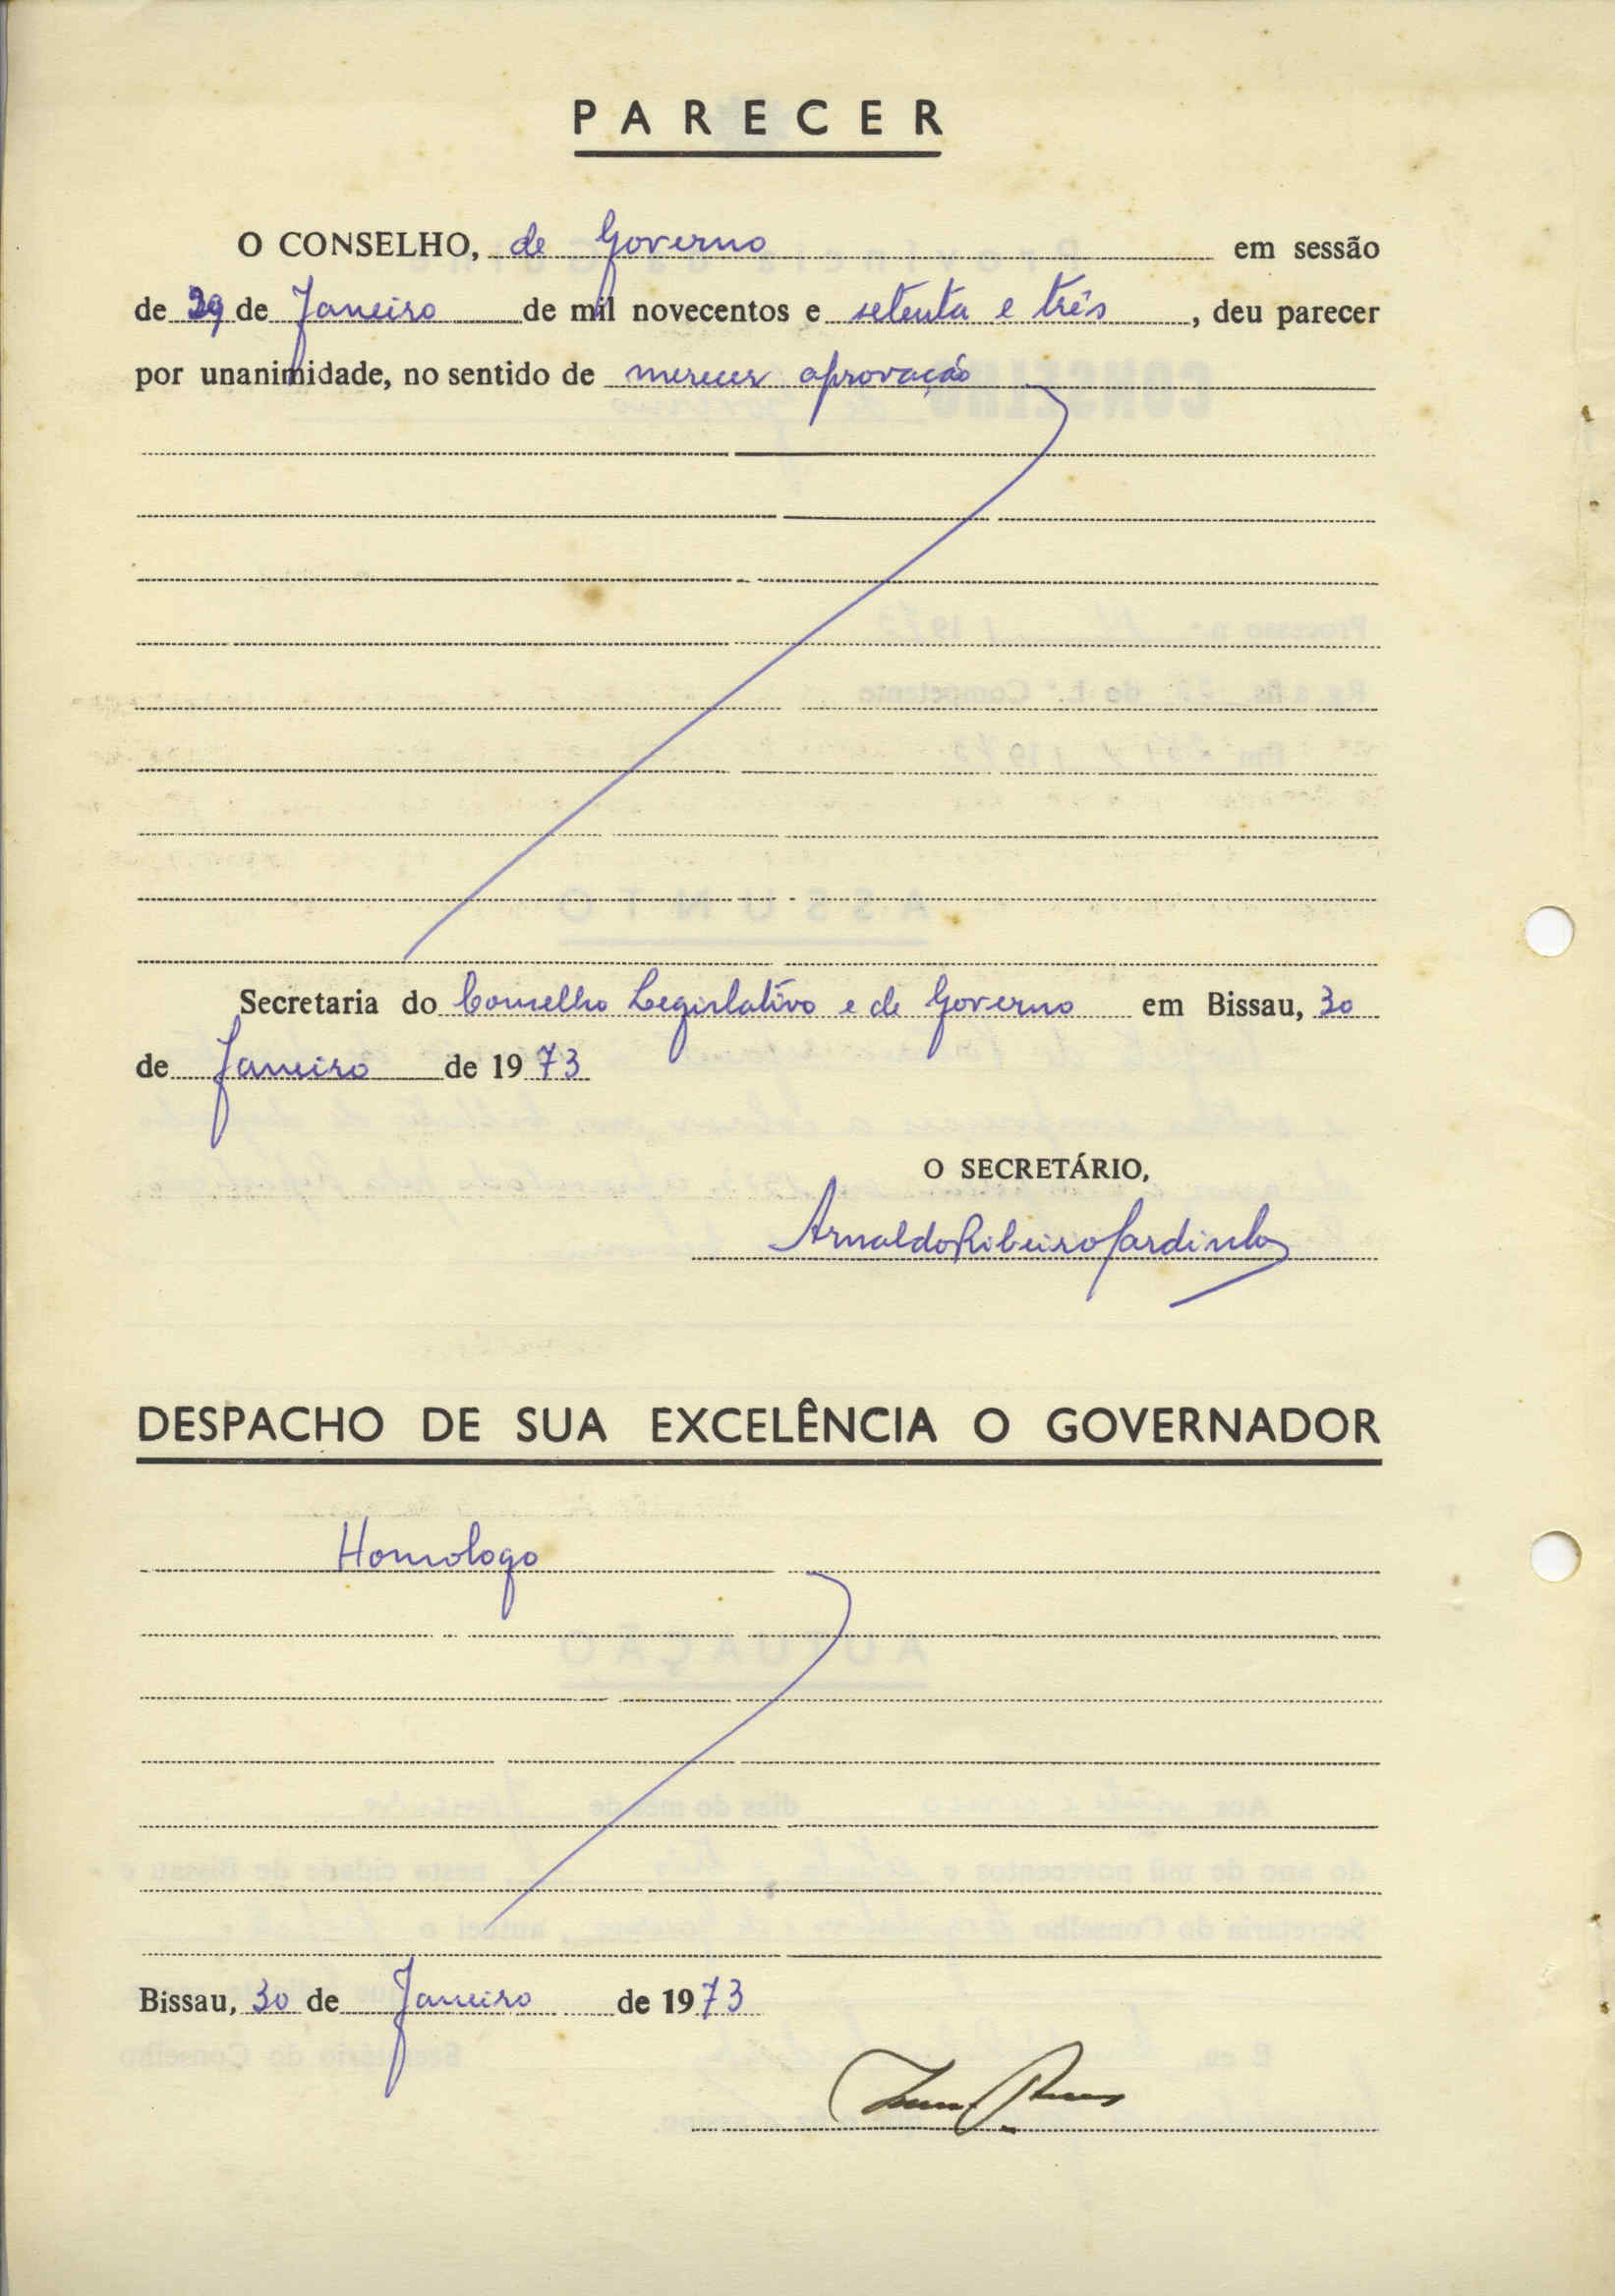 PARECER
O CONSELHO, de Governo em sessão
de 29 de Janeiro de mil novecentos e setenta e três, deu parecer
por unanimidade, no sentido de merecer aprovação
Secretaria do Conselho Legislativo e de Governo em Bissau, 30
de Janeiro de 1973
O SECRETÁRIO,
Arnaldo Ribeiro Sardinha
DESPACHO DE SUA EXCELÊNCIA O GOVERNADOR
Homologo
Bissau, 30 de Janeiro de 1973